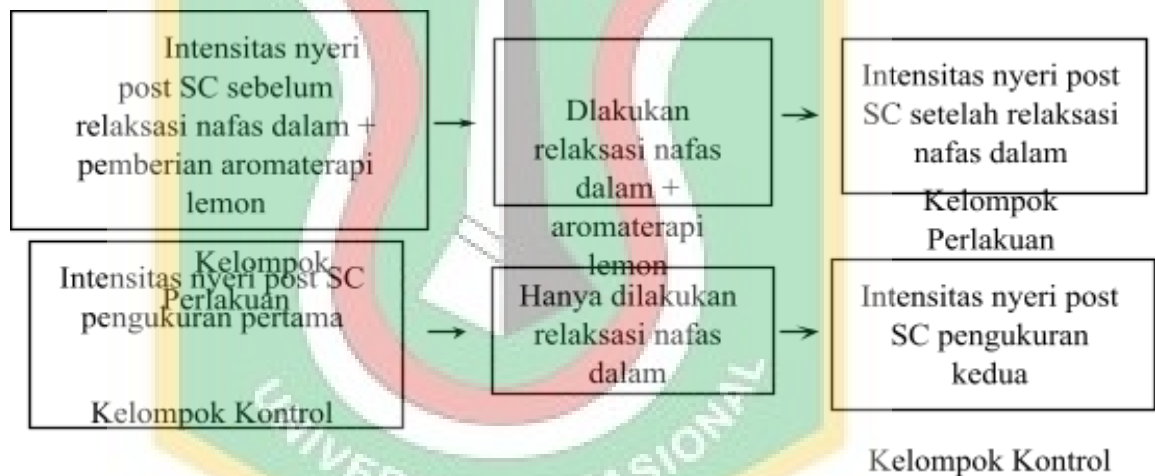 Intensitas nyeri
post SC sebelum
relaksasi nafas dalam +
pemberian aromaterapi
lemon
Kelompok
Perlakuan
Dlakukan
relaksasi nafas
dalam +
aromaterapi
lemon
Intensitas nyeri post
SC setelah relaksasi
nafas dalam
Kelompok
Perlakuan
Intensitas nyeri post SC
pengukuran pertama
Kelompok Kontrol
Hanya dilakukan
relaksasi nafas
dalam
Intensitas nyeri post
SC pengukuran
kedua
Kelompok Kontrol